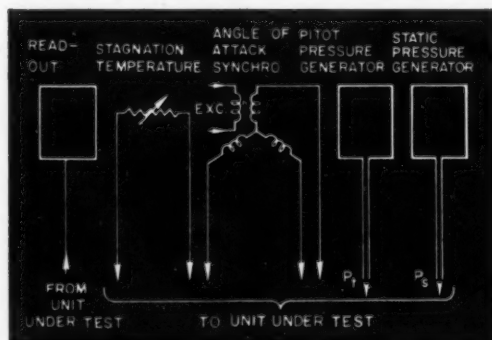 READ-
OUT
STAGNATION
TEMPERATURE
ANGLE OF
ATTACK
SYNCHRO
PITOT
PRESSURE
GENERATOR
STATIC
PRESSURE
GENERATOR
EXC.
Pt
Ps
FROM
UNIT
UNDER TEST
TO UNIT UNDER TEST